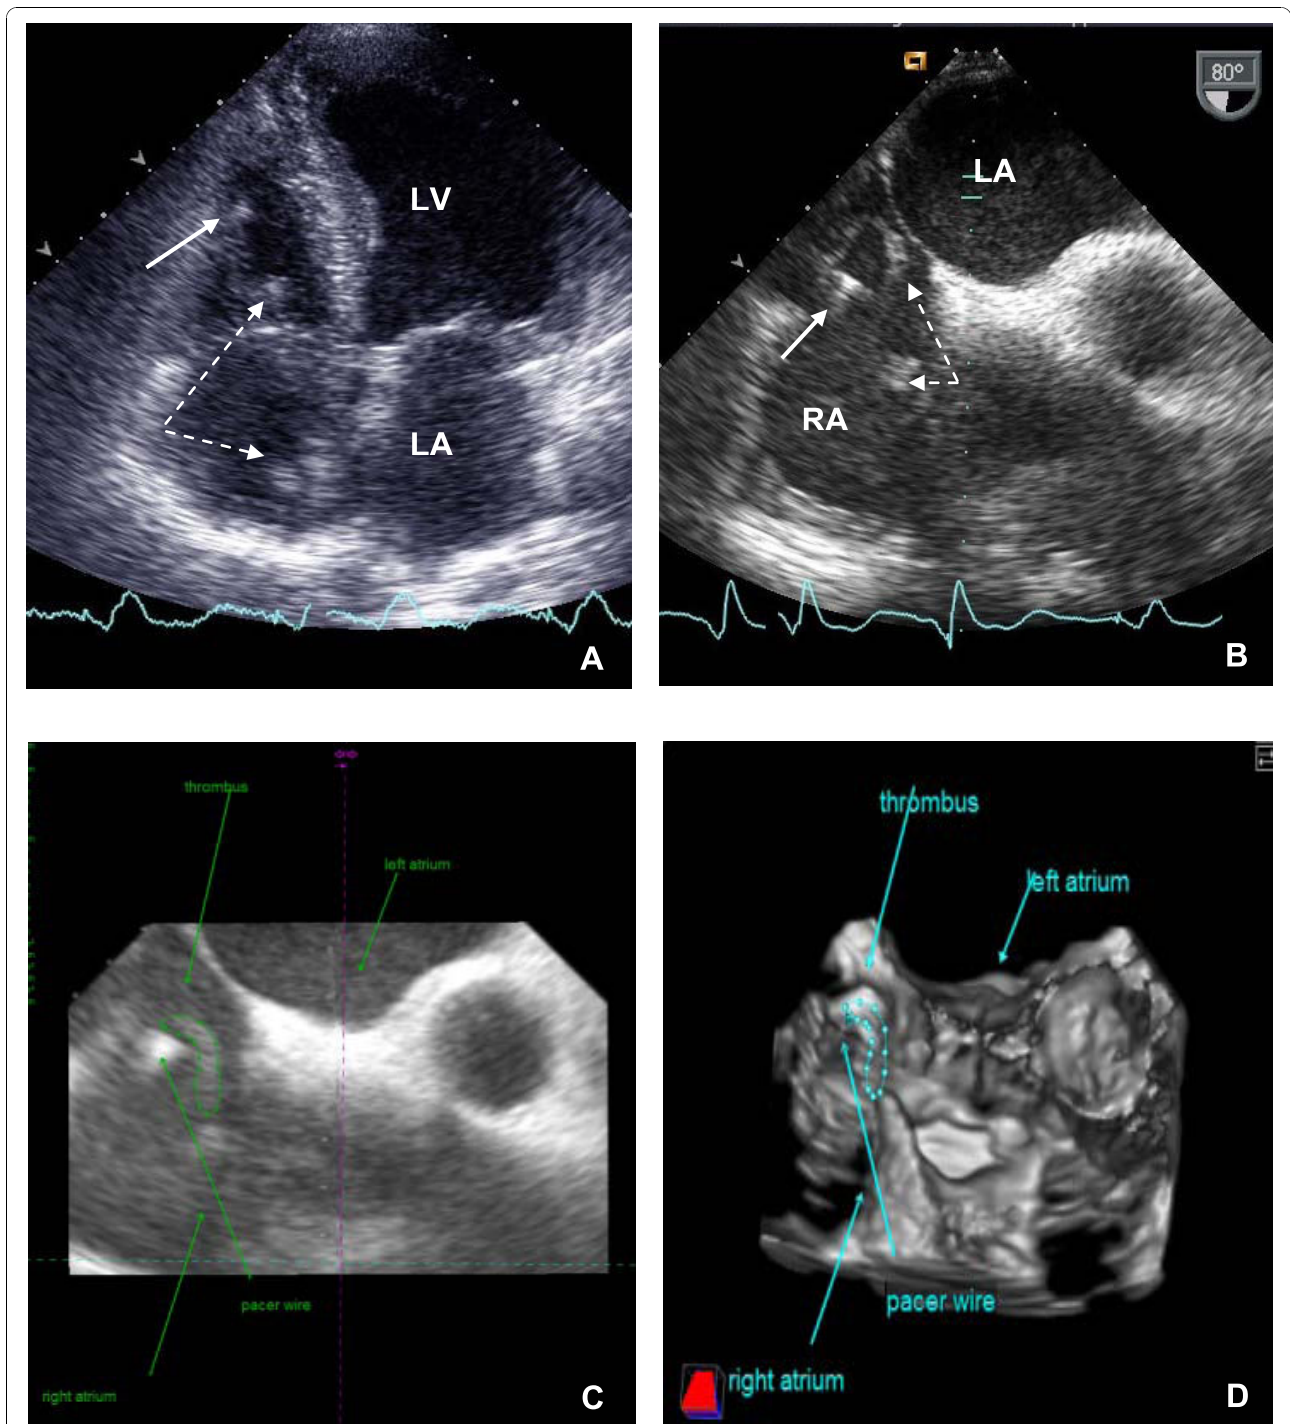 LV
LA
A
80°
LA
RA
B
thrombus
left atrium
pacer wire
right atrium
C
thrombus
left atrium
pacer wire
right atrium
D